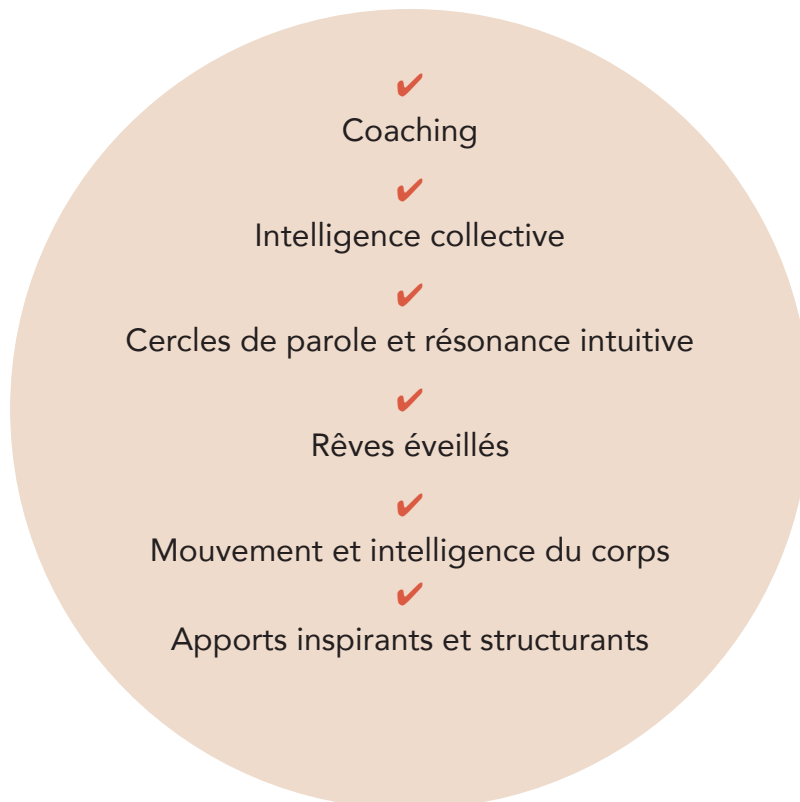 ✔
Coaching
✔
Intelligence collective
✔
Cercles de parole et résonance intuitive
✔
Rêves éveillés
✔
Mouvement et intelligence du corps
✔
Apports inspirants et structurants